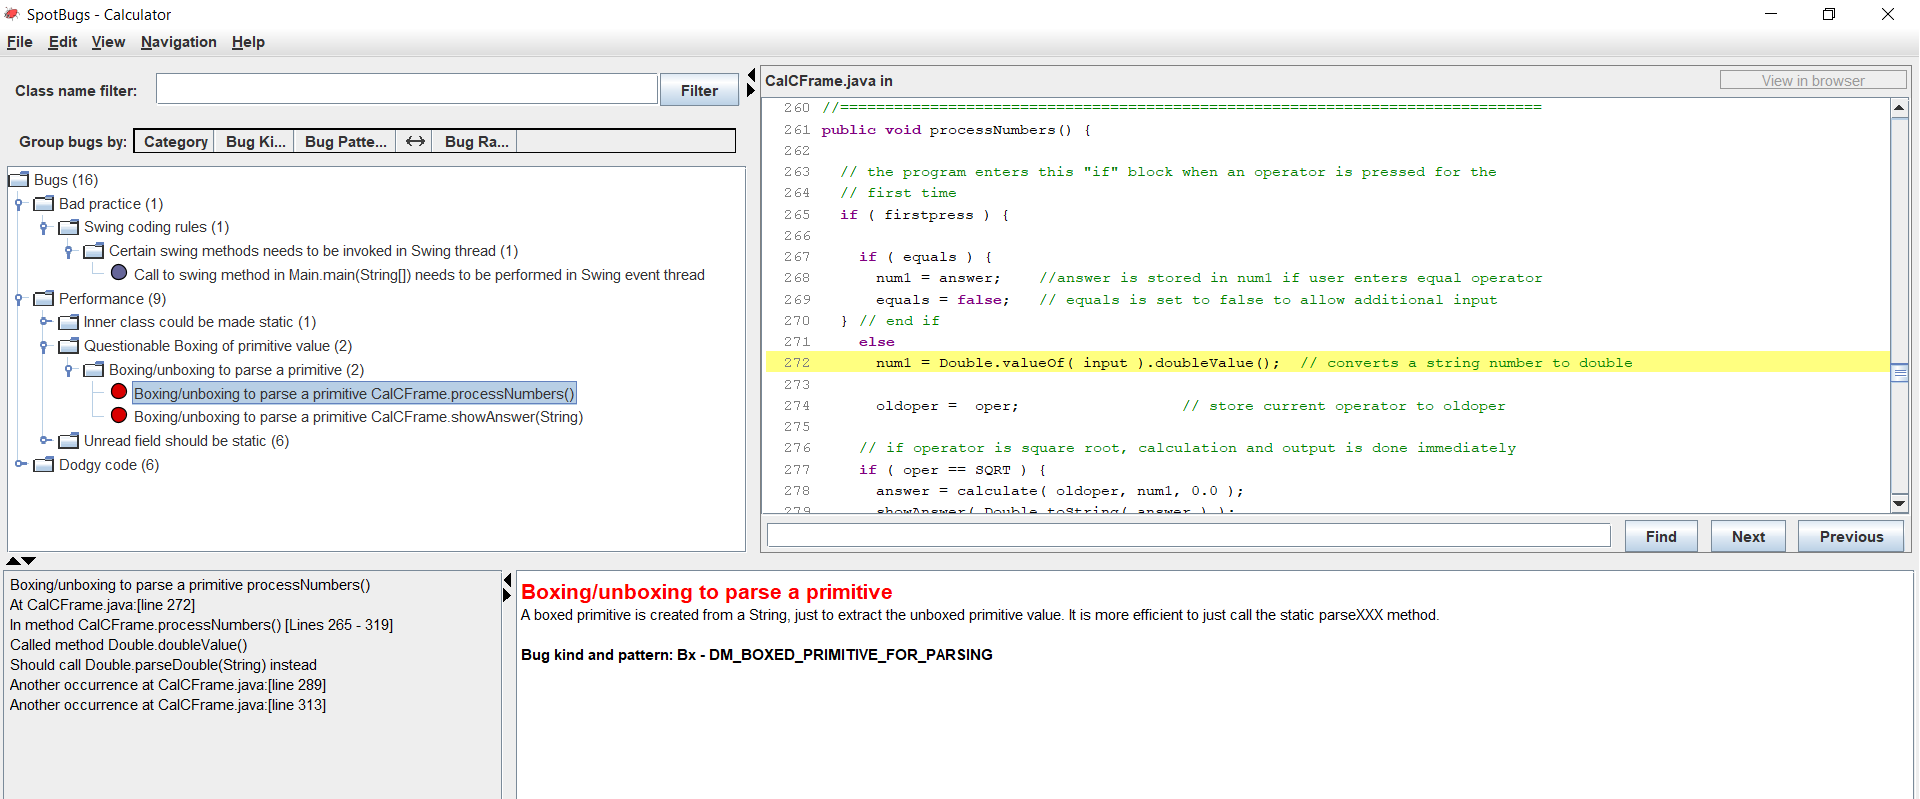 SpotBugs - Calculator
File Edit View Navigation Help
Class name filter:
Filter
Group bugs by: Category Bug Ki... Bug Patte... Bug Ra...
Bugs (16)
Bad practice (1)
Swing coding rules (1)
Certain swing methods needs to be invoked in Swing thread (1)
Call to swing method in Main.main(String[]) needs to be performed in Swing event thread
Performance (9)
Inner class could be made static (1)
Questionable Boxing of primitive value (2)
Boxing/unboxing to parse a primitive (2)
Boxing/unboxing to parse a primitive CalCFrame.processNumbers()
Boxing/unboxing to parse a primitive CalCFrame.showAnswer(String)
Unread field should be static (6)
Dodgy code (6)
CalCFrame.java in
View in browser
260 //==============================================================================
261 public void processNumbers() {
262
263 // the program enters this "if" block when an operator is pressed for the
264 // first time
265 if ( firstpress ) {
266
267 if ( equals ) {
268 num1 = answer; //answer is stored in num1 if user enters equal operator
269 equals = false; // equals is set to false to allow additional input
270 } // end if
271 else
272 num1 = Double.valueOf( input ).doubleValue(); // converts a string number to double
273
274 oldoper = oper; // store current operator to oldoper
275
276 // if operator is square root, calculation and output is done immediately
277 if ( oper == SQRT ) {
278 answer = calculate( oldoper, num1, 0.0 );
279 showAnswer( Double.toString( answer ) );
Find Next Previous
Boxing/unboxing to parse a primitive processNumbers()
At CalCFrame.java:[line 272]
In method CalCFrame.processNumbers() [Lines 265 - 319]
Called method Double.doubleValue()
Should call Double.parseDouble(String) instead
Another occurrence at CalCFrame.java:[line 289]
Another occurrence at CalCFrame.java:[line 313]
Boxing/unboxing to parse a primitive
A boxed primitive is created from a String, just to extract the unboxed primitive value. It is more efficient to just call the static parseXXX method.
Bug kind and pattern: Bx - DM_BOXED_PRIMITIVE_FOR_PARSING